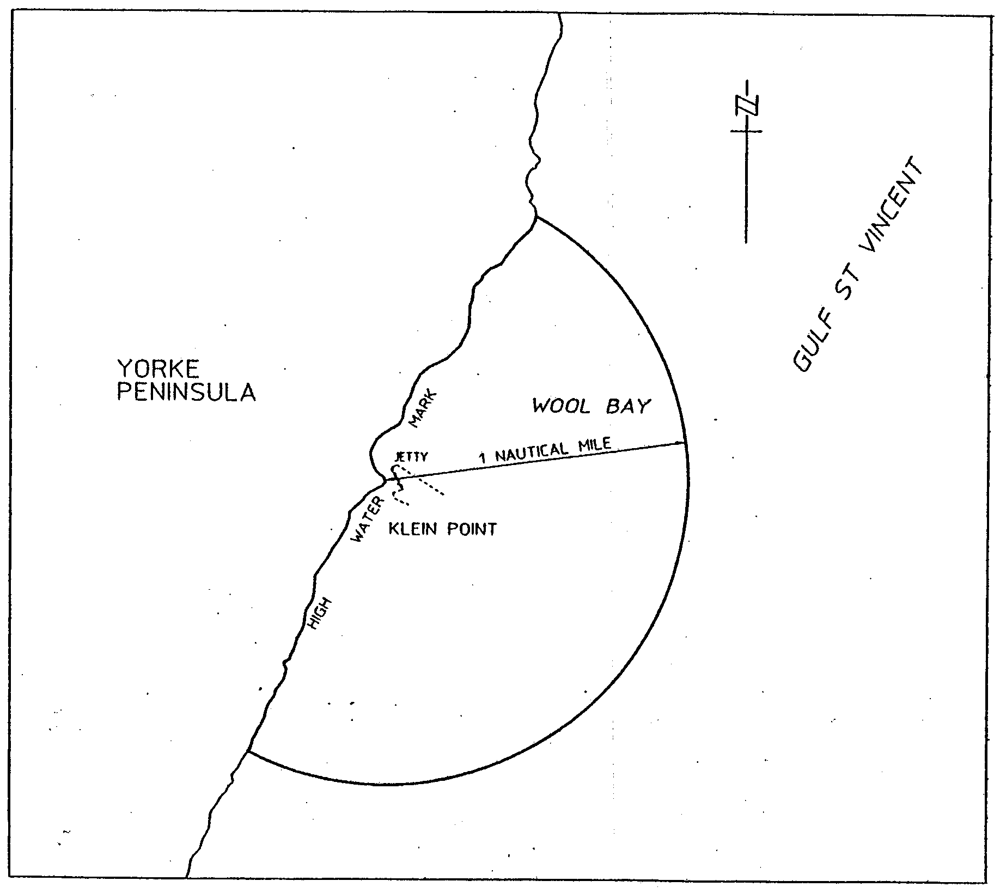 N
GULF ST VINCENT
YORKE
PENINSULA
WOOL BAY
MARK
1 NAUTICAL MILE
JETTY
WATER
KLEIN POINT
HIGH